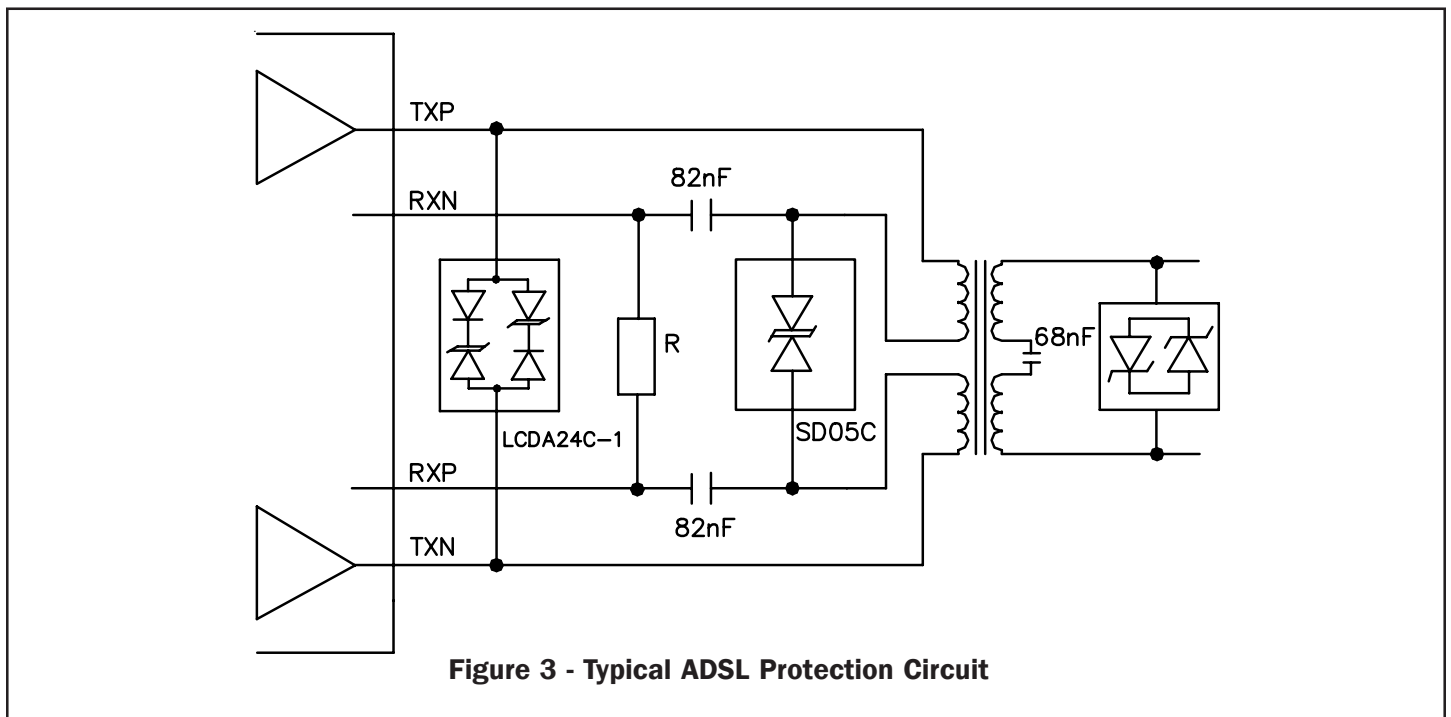 TXP
82nF
RXN
68nF
R
SD05C
LCDA24C-1
RXP
82nF
TXN
Figure 3 - Typical ADSL Protection Circuit